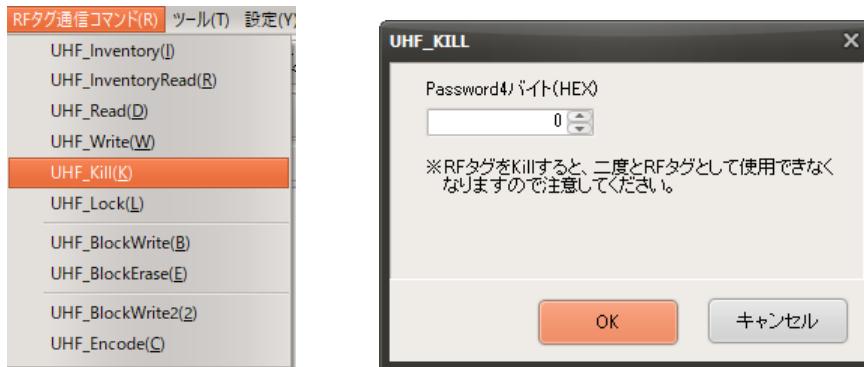 RFタグ通信コマンド(R) ツール(T) 設定(Y)
UHF_Inventory(I)
UHF_InventoryRead(R)
UHF_Read(D)
UHF_Write(W)
UHF_Kill(K)
UHF_Lock(L)
UHF_BlockWrite(B)
UHF_BlockErase(E)
UHF_BlockWrite2(2)
UHF_Encode(C)
UHF_KILL
Password4バイト(HEX)
0
※RFタグをKillすると、二度とRFタグとして使用できなく
なりますので注意してください。
OK キャンセル